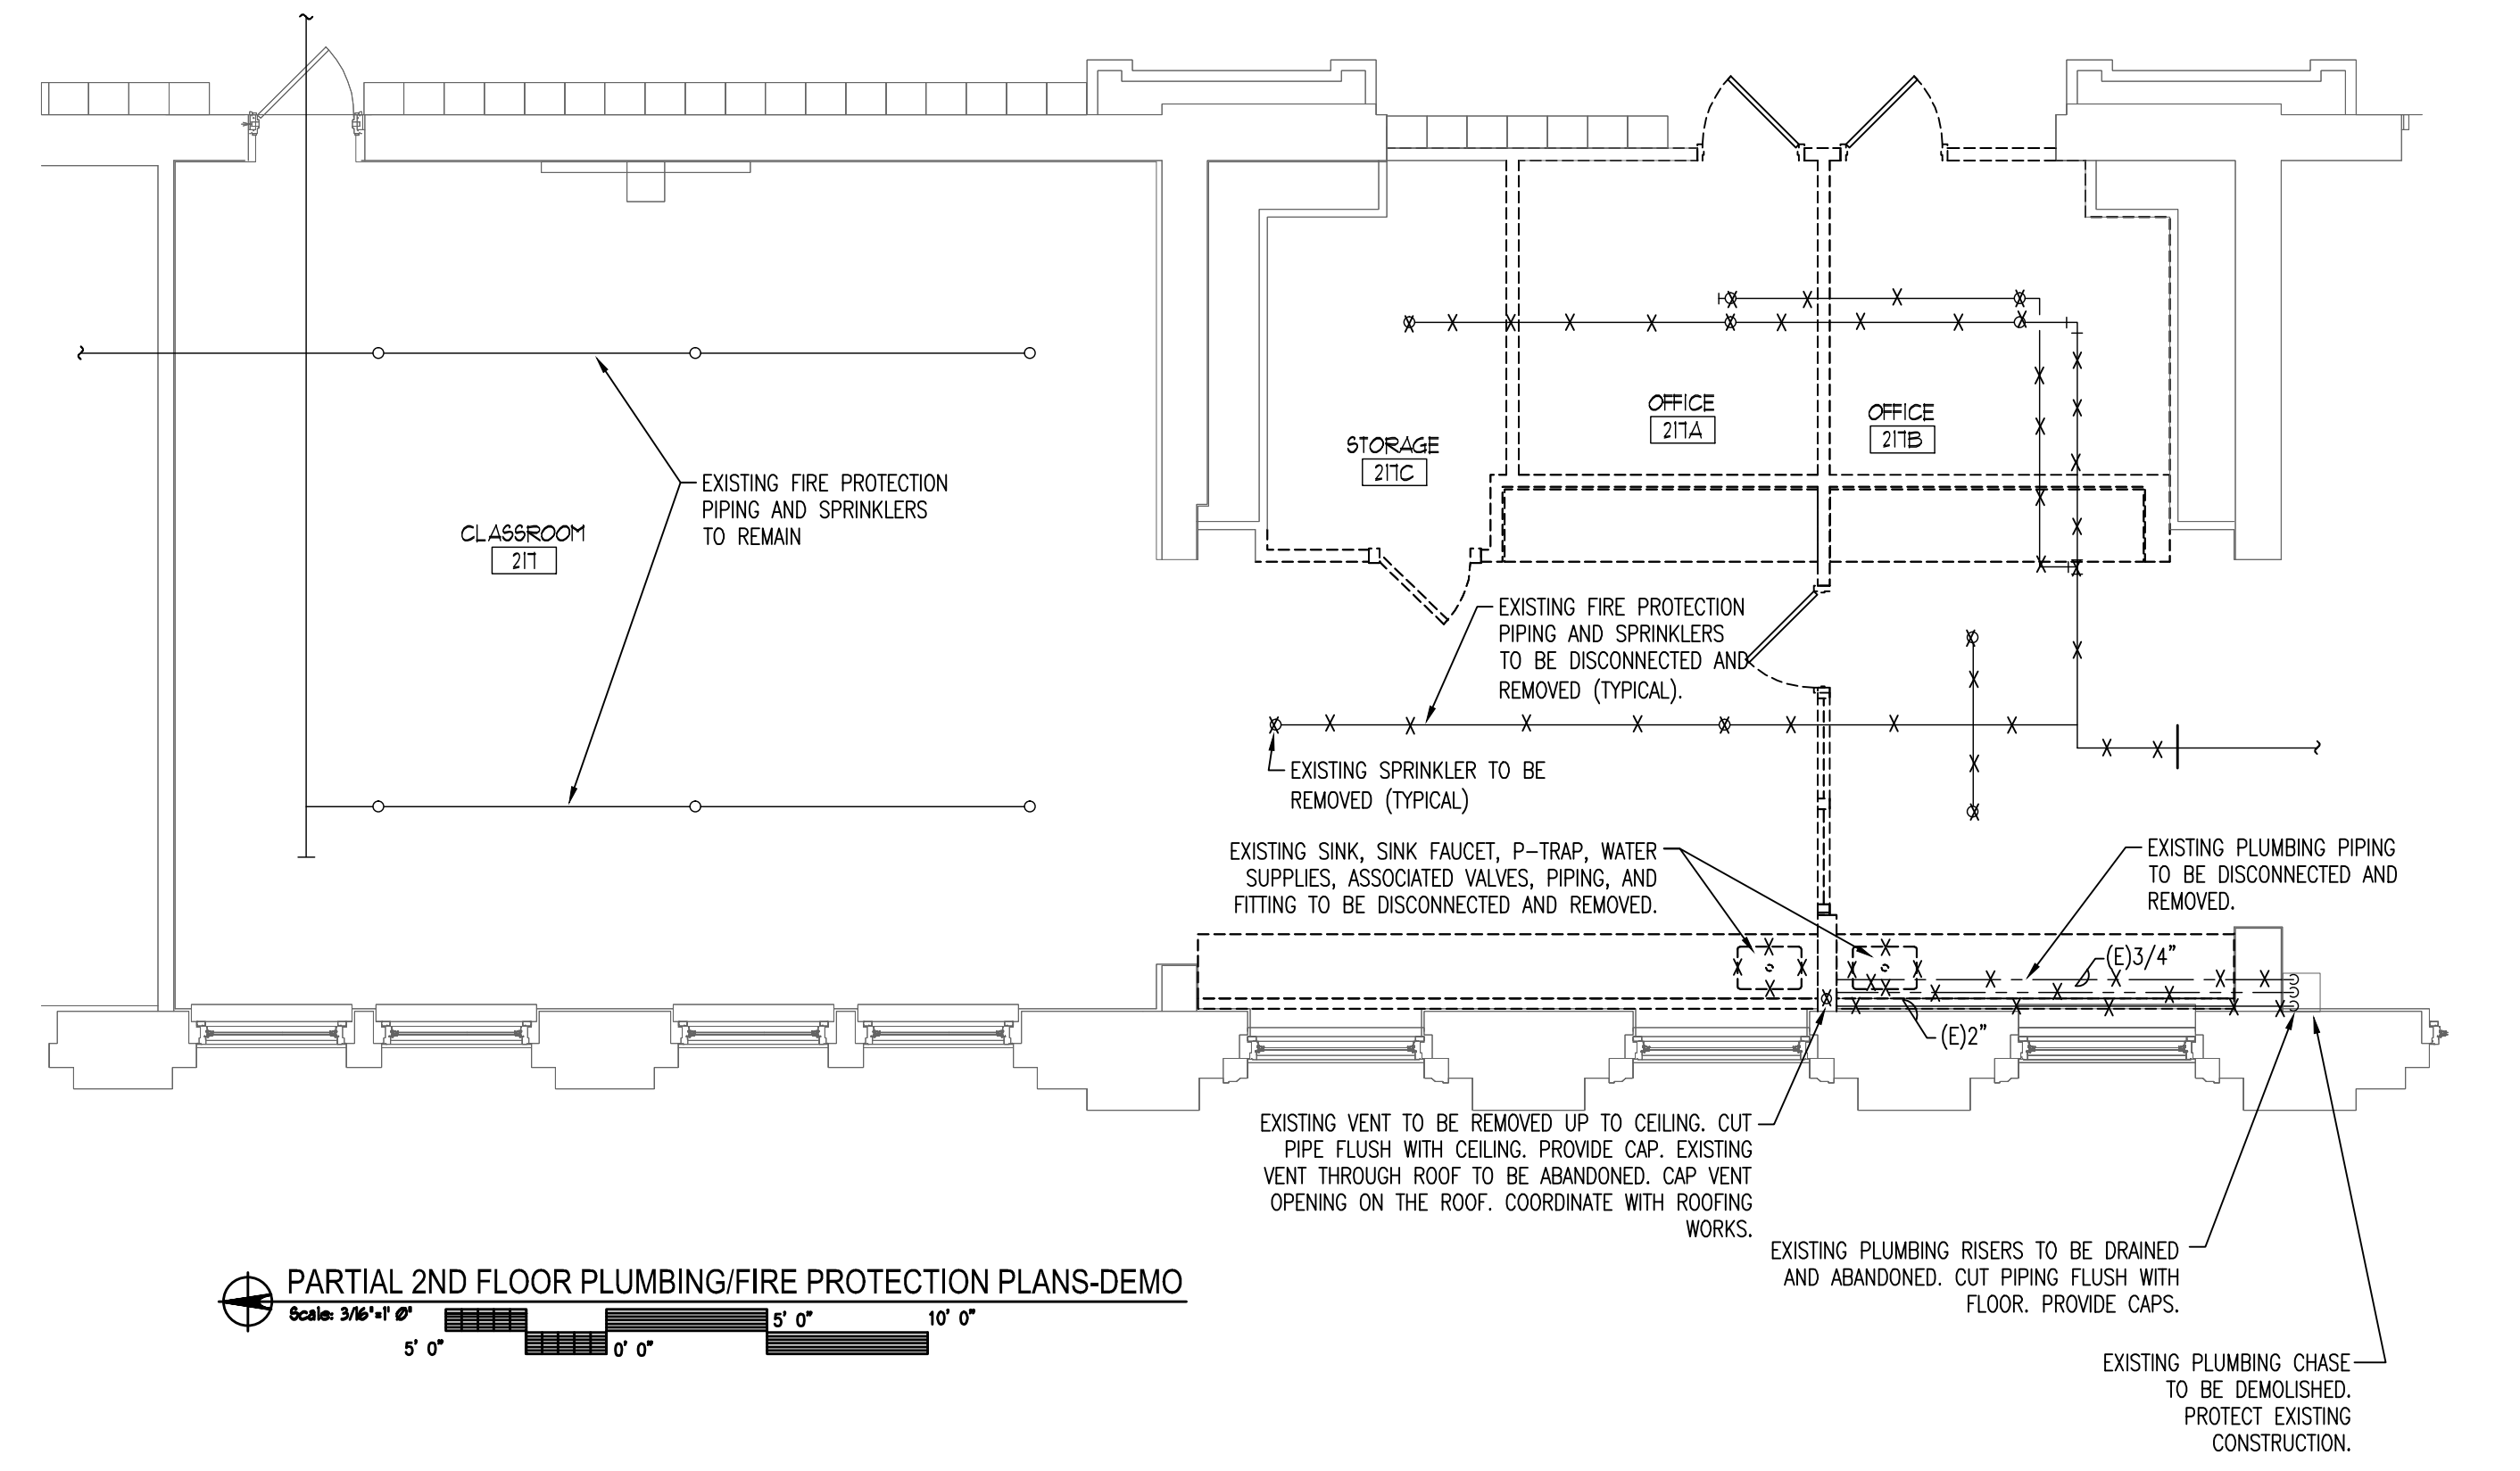 OFFICE
217A
OFFICE
217B
STORAGE
217C
EXISTING FIRE PROTECTION
PIPING AND SPRINKLERS
TO REMAIN
CLASSROOM
217
EXISTING FIRE PROTECTION
PIPING AND SPRINKLERS
TO BE DISCONNECTED AND
REMOVED (TYPICAL).
EXISTING SPRINKLER TO BE
REMOVED (TYPICAL)
EXISTING SINK, SINK FAUCET, P-TRAP, WATER
SUPPLIES, ASSOCIATED VALVES, PIPING, AND
FITTING TO BE DISCONNECTED AND REMOVED.
EXISTING PLUMBING PIPING
TO BE DISCONNECTED AND
REMOVED.
(E)3/4"
(E)2"
EXISTING VENT TO BE REMOVED UP TO CEILING. CUT
PIPE FLUSH WITH CEILING. PROVIDE CAP. EXISTING
VENT THROUGH ROOF TO BE ABANDONED. CAP VENT
OPENING ON THE ROOF. COORDINATE WITH ROOFING
WORKS.
EXISTING PLUMBING RISERS TO BE DRAINED
AND ABANDONED. CUT PIPING FLUSH WITH
FLOOR. PROVIDE CAPS.
EXISTING PLUMBING CHASE
TO BE DEMOLISHED.
PROTECT EXISTING
CONSTRUCTION.
PARTIAL 2ND FLOOR PLUMBING/FIRE PROTECTION PLANS-DEMO
Scale: 3/16"=1' 0"
5' 0"
0' 0"
5' 0"
10' 0"